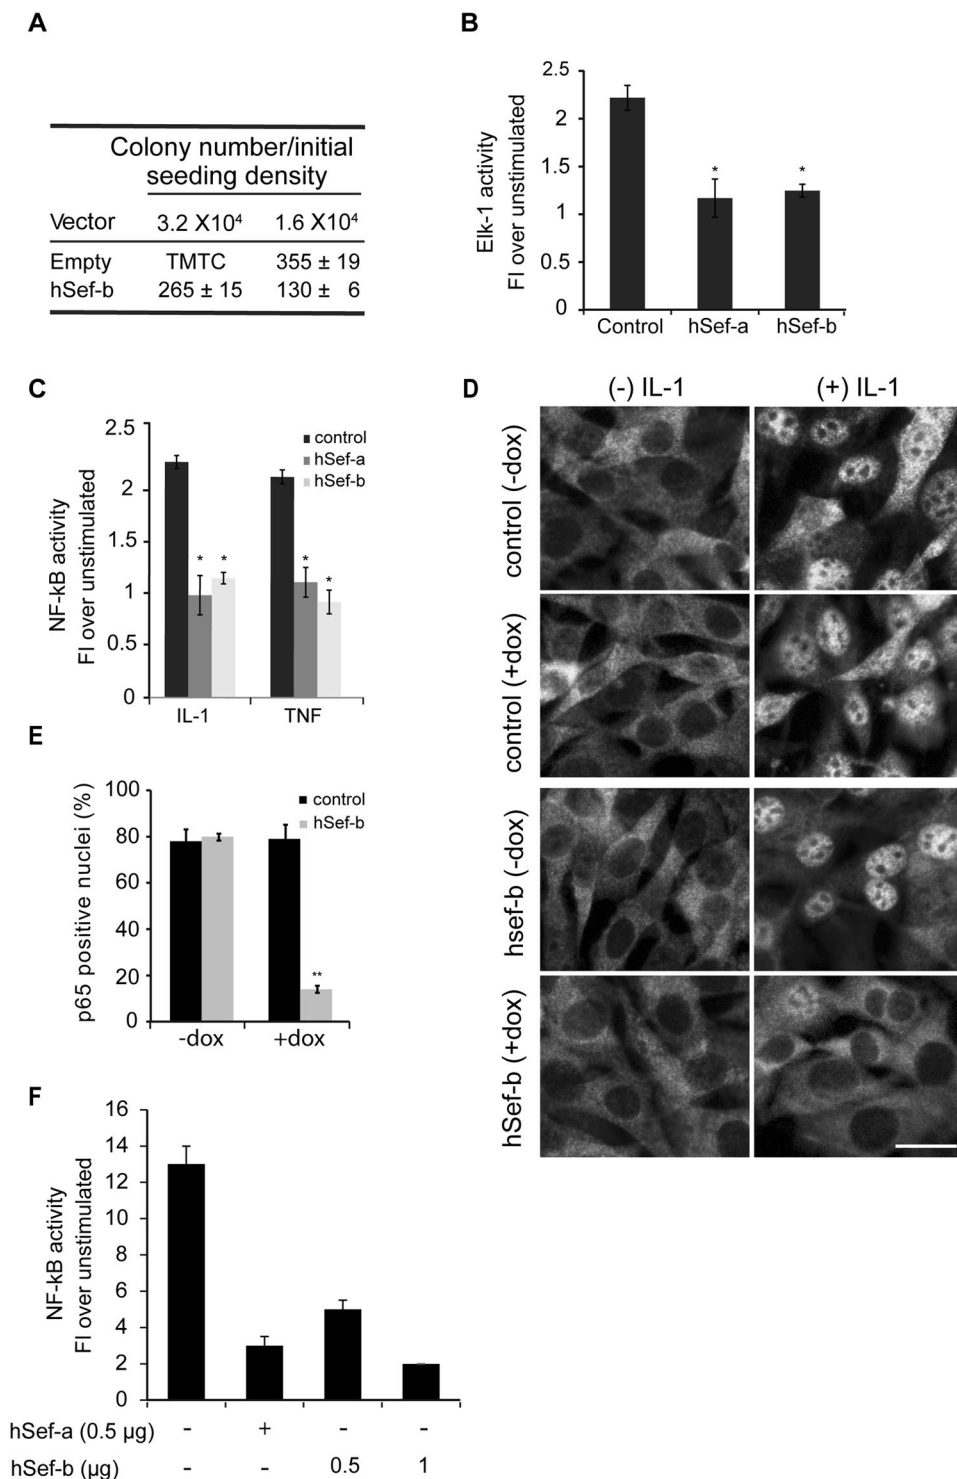 A
Colony number/initial
seeding density
Vector 3.2 X10⁴ 1.6 X10⁴
Empty TMTC 355 ± 19
hSef-b 265 ± 15 130 ± 6
B
Elk-1 activity
FI over unstimulated
2.5
2
1.5
1
0.5
0
*
*
Control hSef-a hSef-b
C
NF-kB activity
FI over unstimulated
2.5
2
1.5
1
0.5
0
control
hSef-a
hSef-b
* *
* *
IL-1 TNF
D
(-) IL-1 (+) IL-1
control (-dox)
control (+dox)
hsef-b (-dox)
hSef-b (+dox)
E
p65 positive nuclei (%)
100
80
60
40
20
0
control
hSef-b
**
-dox +dox
F
NF-kB activity
FI over unstimulated
16
14
12
10
8
6
4
2
0
hSef-a (0.5 µg) - + - -
hSef-b (µg) - - 0.5 1